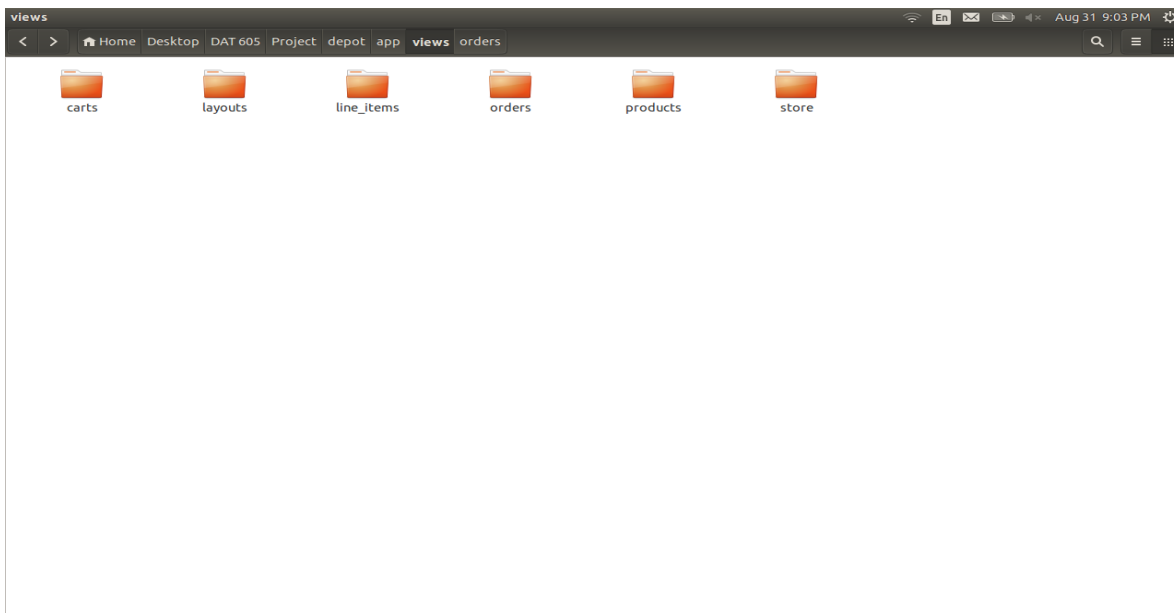 views En Aug 31 9:03 PM
Home Desktop DAT 605 Project depot app views orders
carts layouts line_items orders products store